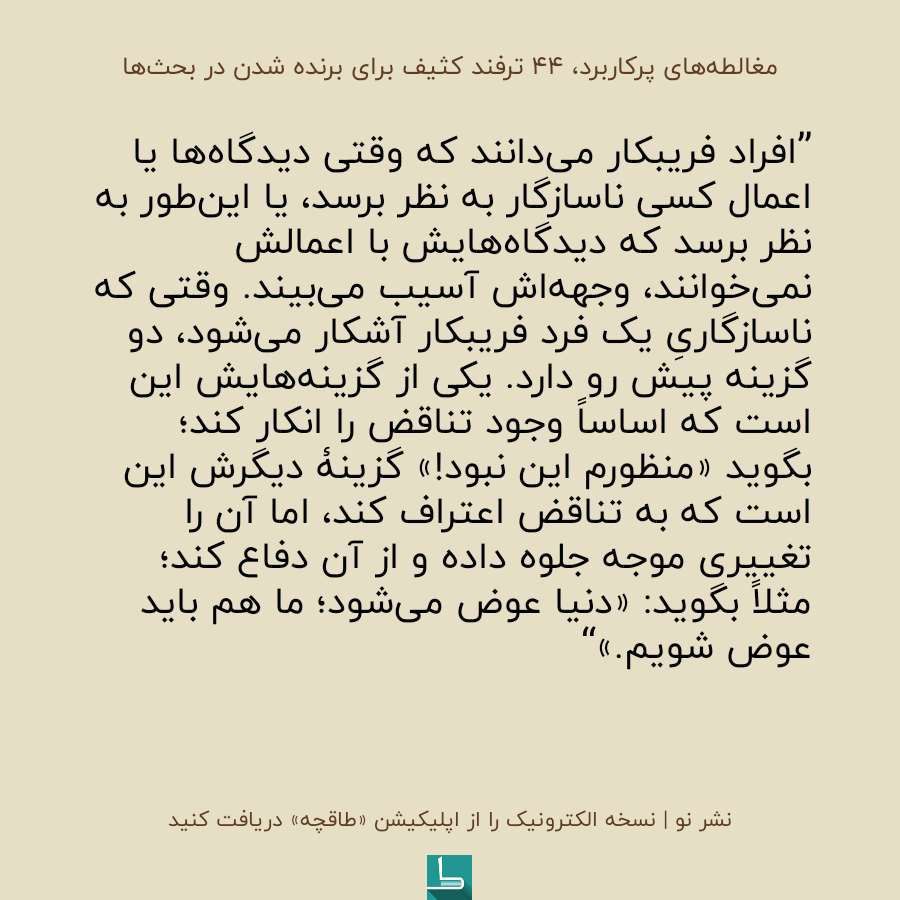 مغالطه‌های پرکاربرد، ۴۴ ترفند کثیف برای برنده شدن در بحث‌ها
”افراد فریبکار می‌دانند که وقتی دیدگاه‌ها یا
اعمال کسی ناسازگار به نظر برسد، یا این‌طور به
نظر برسد که دیدگاه‌هایش با اعمالش
نمی‌خوانند، وجهه‌اش آسیب می‌بیند. وقتی که
ناسازگاریِ یک فرد فریبکار آشکار می‌شود، دو
گزینه پیش رو دارد. یکی از گزینه‌هایش این
است که اساساً وجود تناقض را انکار کند؛
بگوید «منظورم این نبود!» گزینهٔ دیگرش این
است که به تناقض اعتراف کند، اما آن را
تغییری موجه جلوه داده و از آن دفاع کند؛
مثلاً بگوید: «دنیا عوض می‌شود؛ ما هم باید
عوض شویم.»“
نشر نو | نسخه الکترونیک را از اپلیکیشن «طاقچه» دریافت کنید